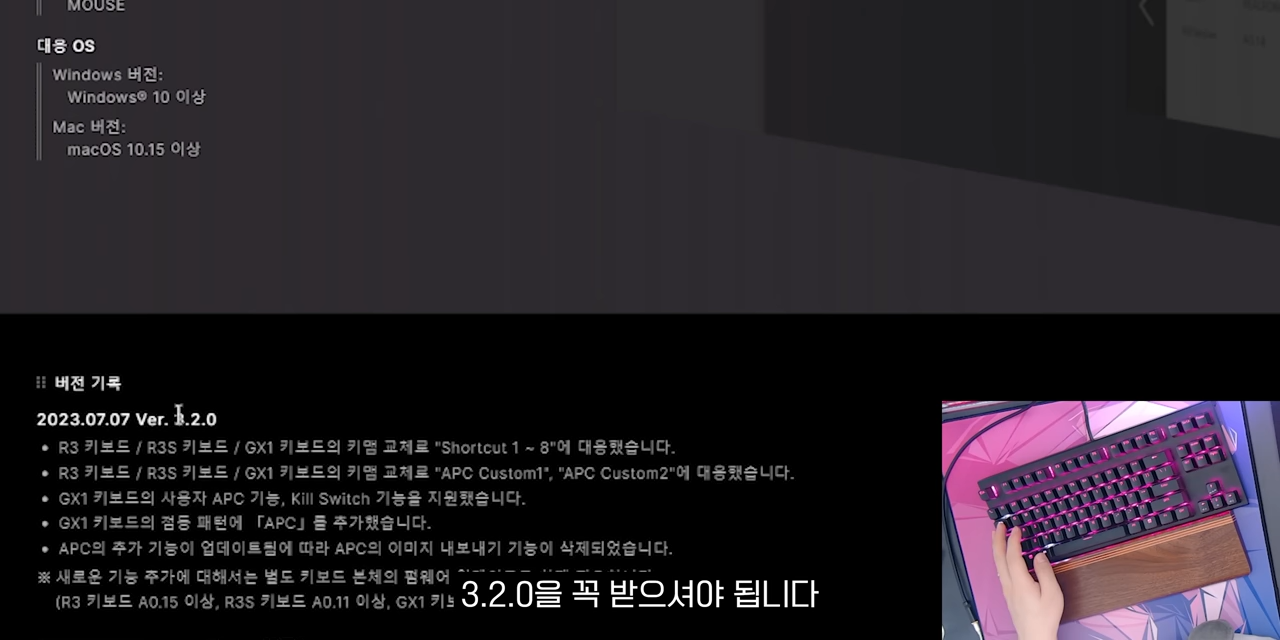 MOUSE
대응 OS
Windows 버전:
Windows® 10 이상
Mac 버전:
macOS 10.15 이상
버전 기록
2023.07.07 Ver. 3.2.0
• R3 키보드 / R3S 키보드 / GX1 키보드의 키맵 교체로 "Shortcut 1 ~ 8"에 대응했습니다.
• R3 키보드 / R3S 키보드 / GX1 키보드의 키맵 교체로 "APC Custom1", "APC Custom2"에 대응했습니다.
• GX1 키보드의 사용자 APC 기능, Kill Switch 기능을 지원했습니다.
• GX1 키보드의 점등 패턴에 「APC」를 추가했습니다.
• APC의 추가 기능이 업데이트됨에 따라 APC의 이미지 내보내기 기능이 삭제되었습니다.
※ 새로운 기능 추가에 대해서는 별도 키보드 본체의 펌웨어
(R3 키보드 A0.15 이상, R3S 키보드 A0.11 이상, GX1
3.2.0을 꼭 받으셔야 됩니다